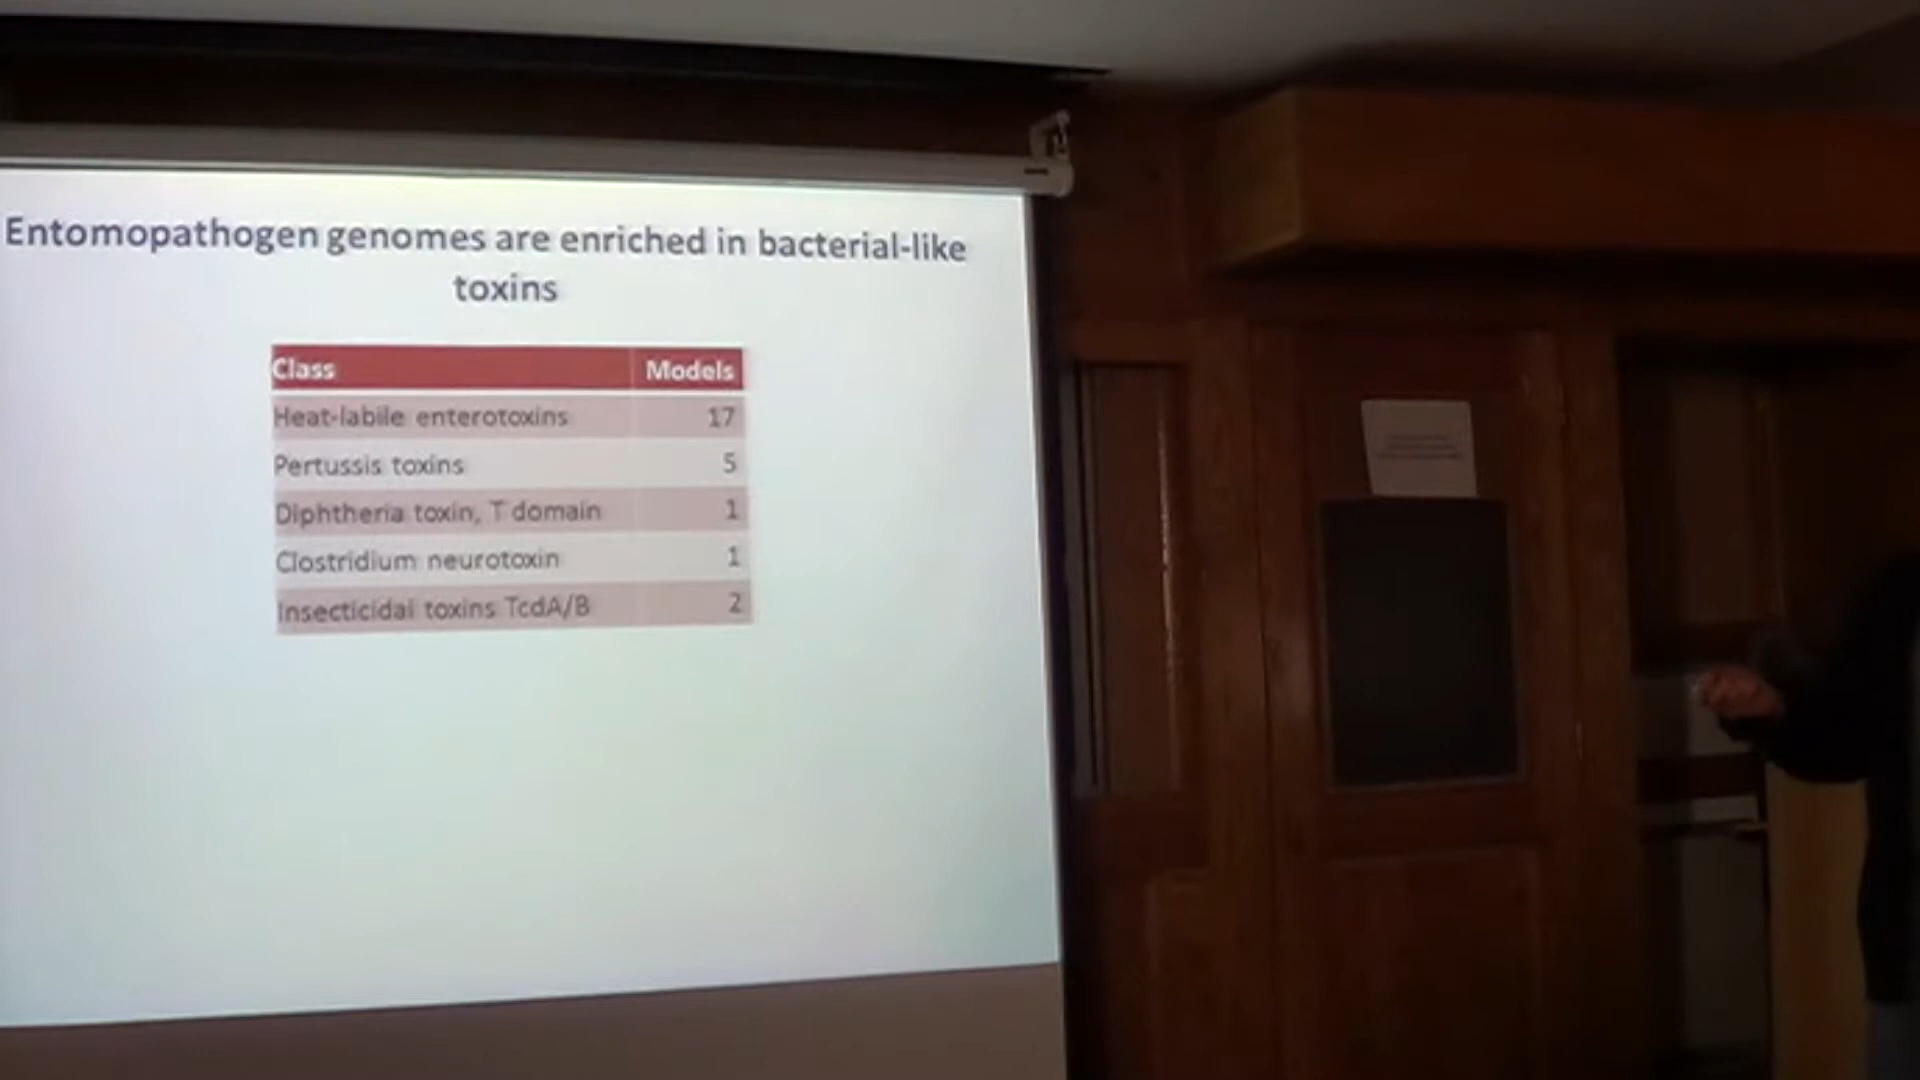 Entomopathogen genomes are enriched in bacterial-like
toxins
Class Models
Heat-labile enterotoxins 17
Pertussis toxins 5
Diphtheria toxin, T domain 1
Clostridium neurotoxin 1
Insecticidal toxins TcdA/B 2